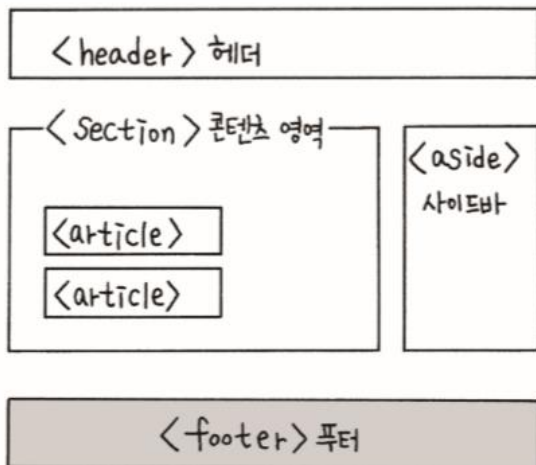 <header> 헤더
<section> 콘텐츠 영역
<article>
<article>
<aside>
사이드바
<footer> 푸터